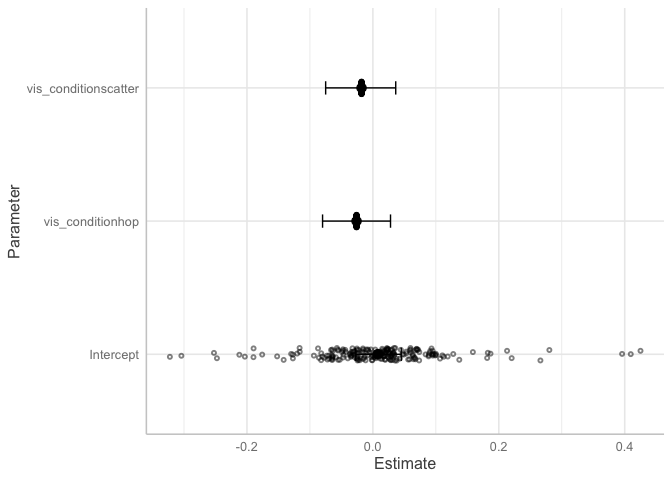 vis_conditionscatter
vis_conditionhop
Intercept
Parameter
-0.2
0.0
0.2
0.4
Estimate